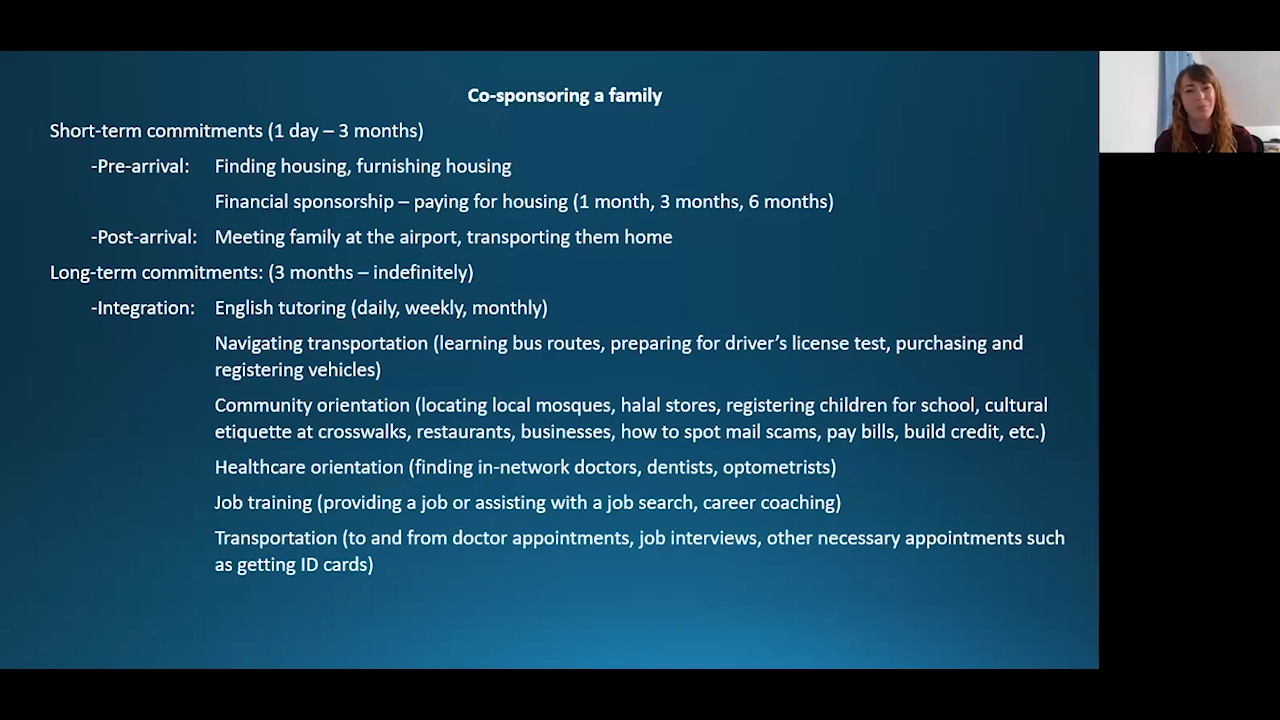 Co-sponsoring a family
Short-term commitments (1 day – 3 months)
-Pre-arrival: Finding housing, furnishing housing
Financial sponsorship – paying for housing (1 month, 3 months, 6 months)
-Post-arrival: Meeting family at the airport, transporting them home
Long-term commitments: (3 months – indefinitely)
-Integration: English tutoring (daily, weekly, monthly)
Navigating transportation (learning bus routes, preparing for driver’s license test, purchasing and
registering vehicles)
Community orientation (locating local mosques, halal stores, registering children for school, cultural
etiquette at crosswalks, restaurants, businesses, how to spot mail scams, pay bills, build credit, etc.)
Healthcare orientation (finding in-network doctors, dentists, optometrists)
Job training (providing a job or assisting with a job search, career coaching)
Transportation (to and from doctor appointments, job interviews, other necessary appointments such
as getting ID cards)